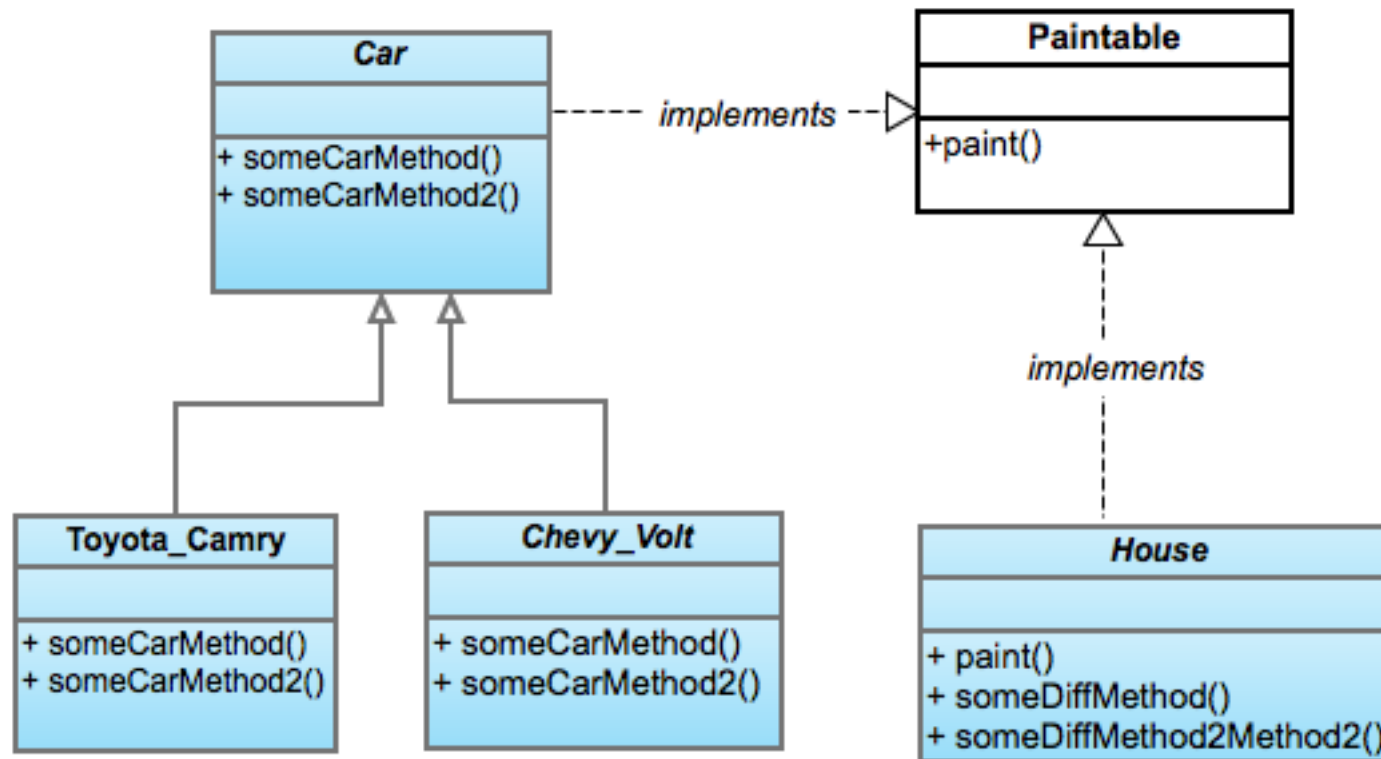 Car
+ someCarMethod()
+ someCarMethod2()
implements
Paintable
+paint()
implements
Toyota_Camry
+ someCarMethod()
+ someCarMethod2()
Chevy_Volt
+ someCarMethod()
+ someCarMethod2()
House
+ paint()
+ someDiffMethod()
+ someDiffMethod2Method2()